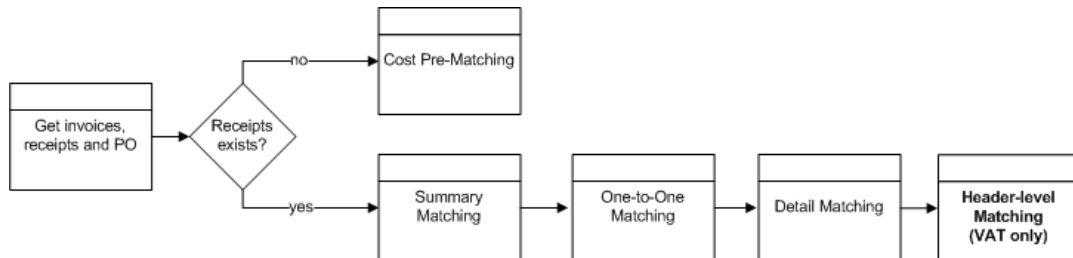 no
Cost Pre-Matching
Get invoices,
receipts and PO
Receipts
exists?
yes
Summary
Matching
One-to-One
Matching
Detail Matching
Header-level
Matching
(VAT only)